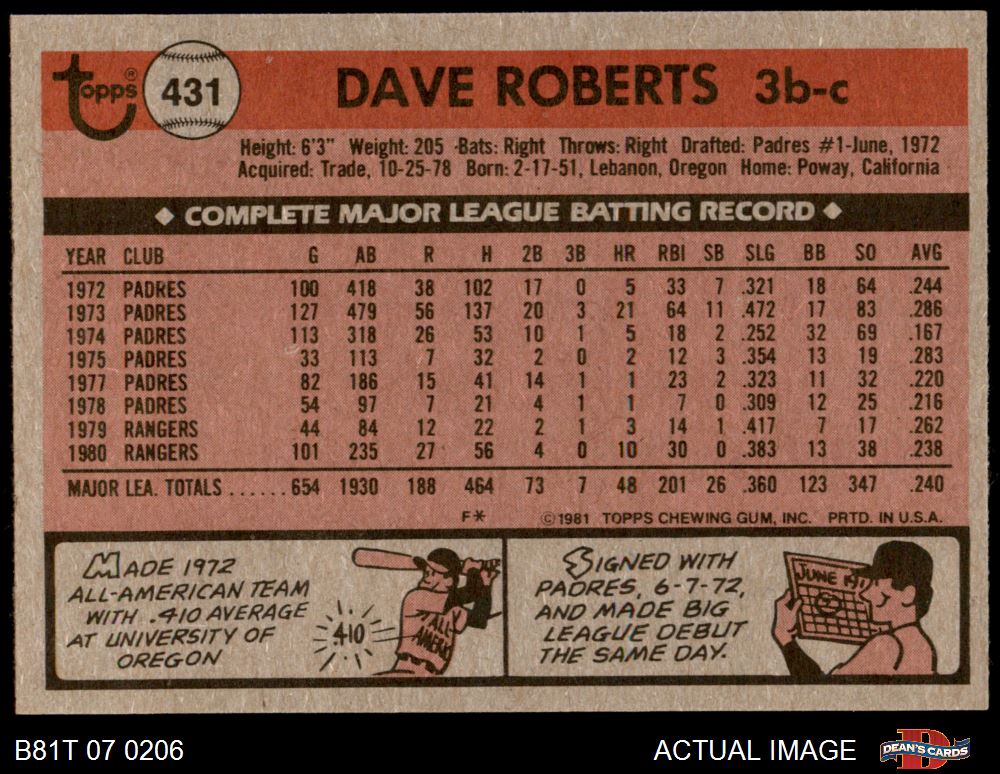 topps®
431
DAVE ROBERTS 3b-c
Height: 6'3" Weight: 205 Bats: Right Throws: Right Drafted: Padres #1-June, 1972
Acquired: Trade, 10-25-78 Born: 2-17-51, Lebanon, Oregon Home: Poway, California
◆ COMPLETE MAJOR LEAGUE BATTING RECORD ◆
YEAR CLUB G AB R H 2B 3B HR RBI SB SLG BB SO AVG
1972 PADRES 100 418 38 102 17 0 5 33 7 .321 18 64 .244
1973 PADRES 127 479 56 137 20 3 21 64 11 .472 17 83 .286
1974 PADRES 113 318 26 53 10 1 5 18 2 .252 32 69 .167
1975 PADRES 33 113 7 32 2 0 2 12 3 .354 13 19 .283
1977 PADRES 82 186 15 41 14 1 1 23 2 .323 11 32 .220
1978 PADRES 54 97 7 21 4 1 1 7 0 .309 12 25 .216
1979 RANGERS 44 84 12 22 2 1 3 14 1 .417 7 17 .262
1980 RANGERS 101 235 27 56 4 0 10 30 0 .383 13 38 .238
MAJOR LEA. TOTALS ...... 654 1930 188 464 73 7 48 201 26 .360 123 347 .240
F* ©1981 TOPPS CHEWING GUM, INC. PRTD. IN U.S.A.
MADE 1972
ALL-AMERICAN TEAM
WITH .410 AVERAGE
AT UNIVERSITY OF
OREGON
.410
ALL-
SIGNED WITH
PADRES, 6-7-72,
AND MADE BIG
LEAGUE DEBUT
THE SAME DAY.
JUNE
B81T 07 0206
ACTUAL IMAGE
DEAN'S CARDS